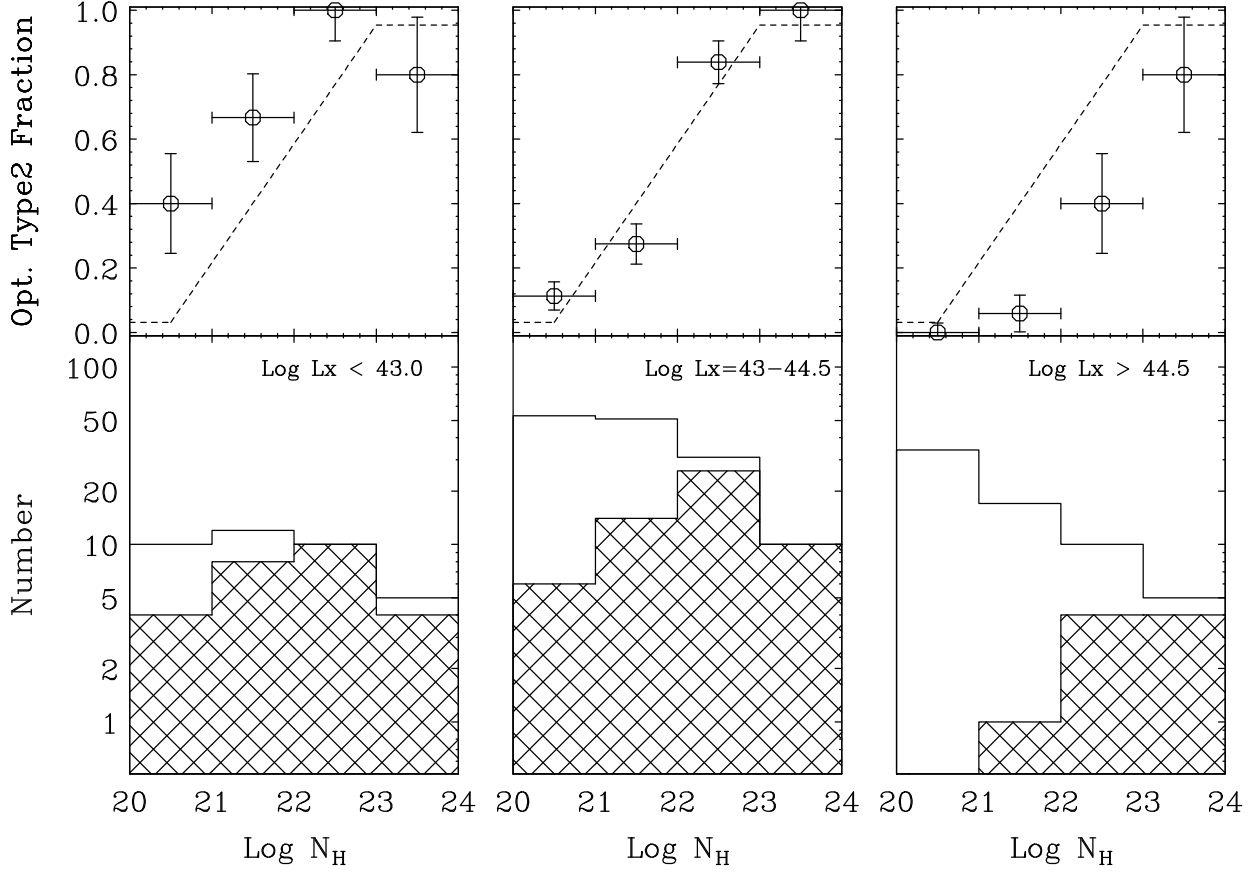 Opt. Type2 Fraction
1.0
0.8
0.6
0.4
0.2
0.0
Number
100
50
20
10
5
2
1
Log Lx < 43.0
Log Lx=43−44.5
Log Lx > 44.5
20 21 22 23 24
20 21 22 23 24
20 21 22 23 24
Log N_H
Log N_H
Log N_H